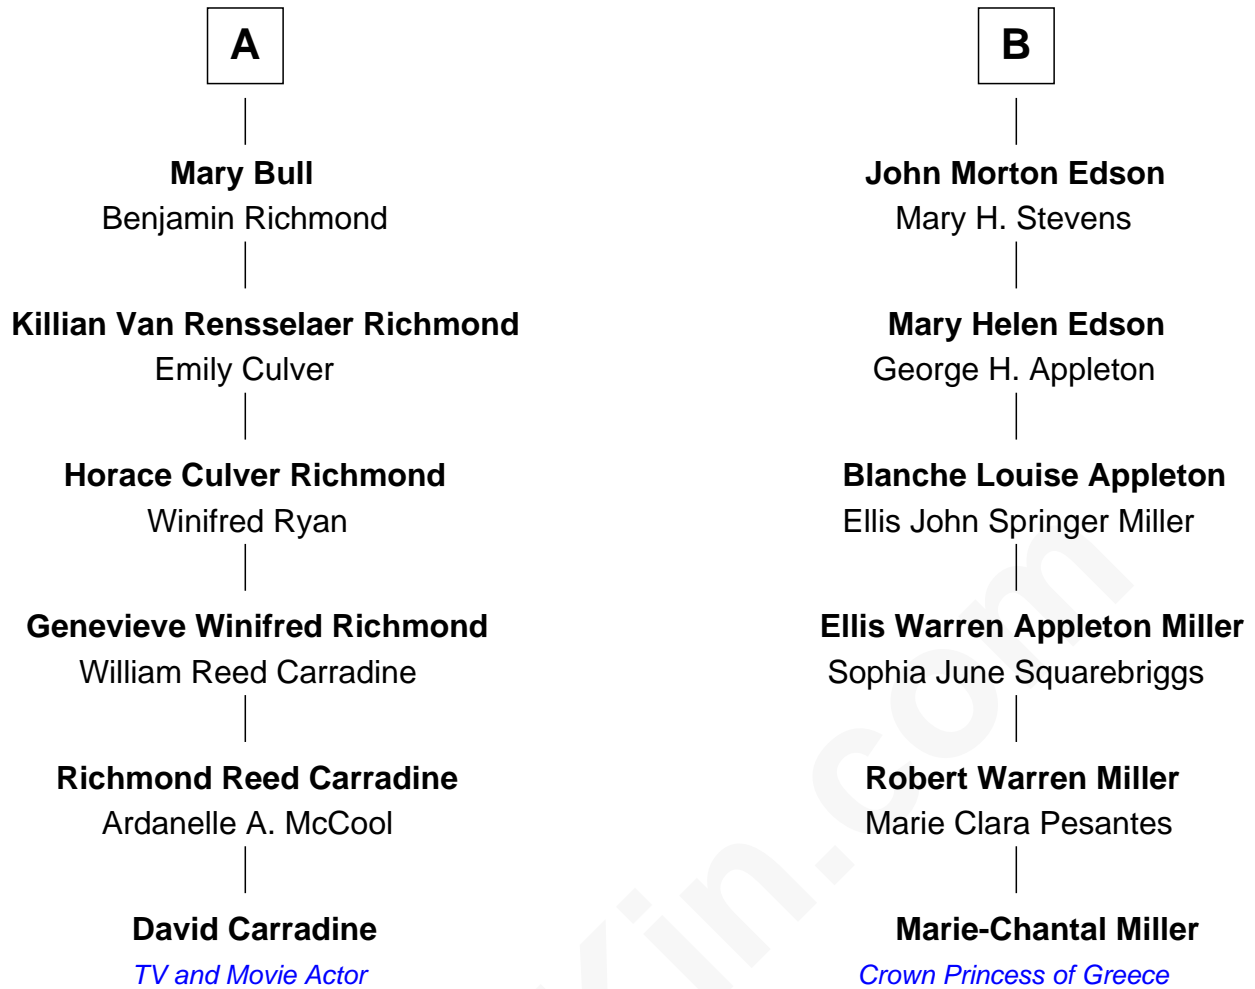 A
Mary Bull
Benjamin Richmond
Killian Van Rensselaer Richmond
Emily Culver
Horace Culver Richmond
Winifred Ryan
Genevieve Winifred Richmond
William Reed Carradine
Richmond Reed Carradine
Ardanelle A. McCool
David Carradine
TV and Movie Actor
B
John Morton Edson
Mary H. Stevens
Mary Helen Edson
George H. Appleton
Blanche Louise Appleton
Ellis John Springer Miller
Ellis Warren Appleton Miller
Sophia June Squarebriggs
Robert Warren Miller
Marie Clara Pesantes
Marie-Chantal Miller
Crown Princess of Greece
Kin.com